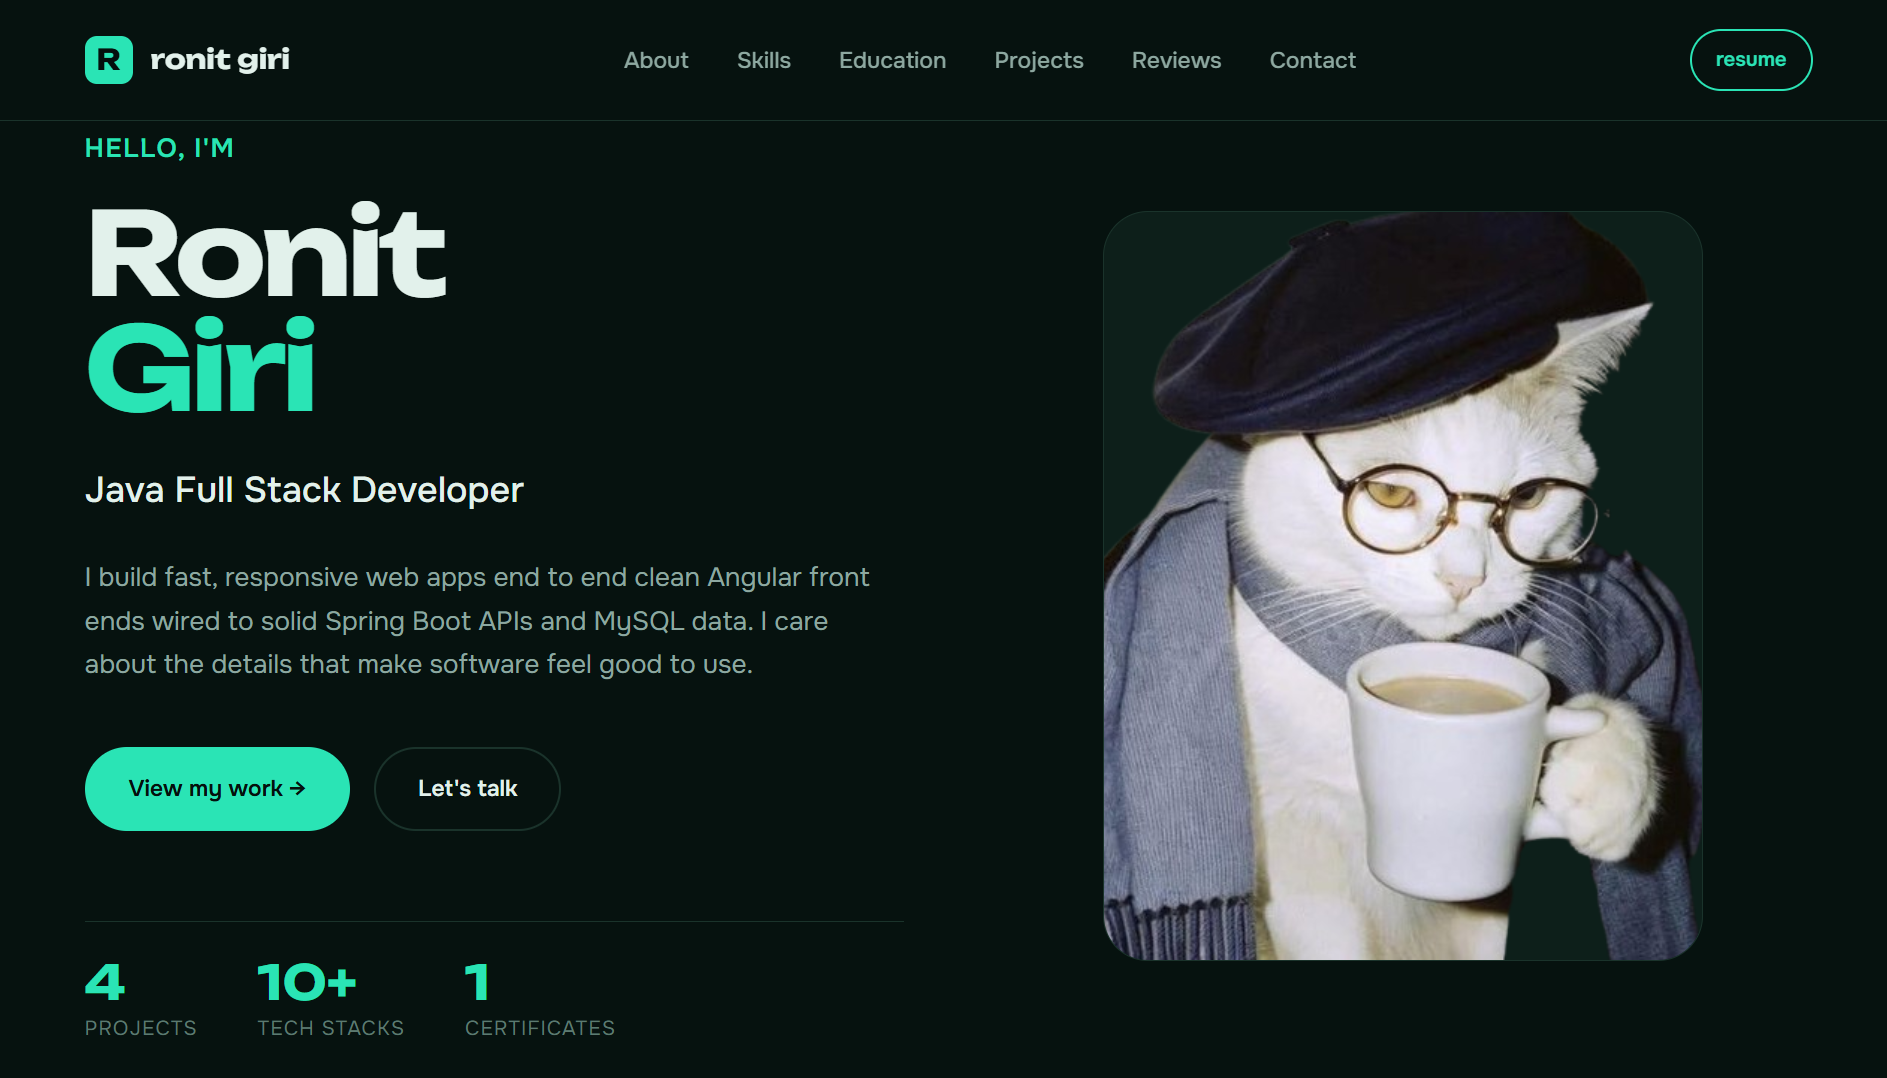 R ronit giri
About Skills Education Projects Reviews Contact
resume
HELLO, I'M
Ronit
Giri
Java Full Stack Developer
I build fast, responsive web apps end to end clean Angular front
ends wired to solid Spring Boot APIs and MySQL data. I care
about the details that make software feel good to use.
View my work →
Let's talk
4 10+ 1
PROJECTS TECH STACKS CERTIFICATES